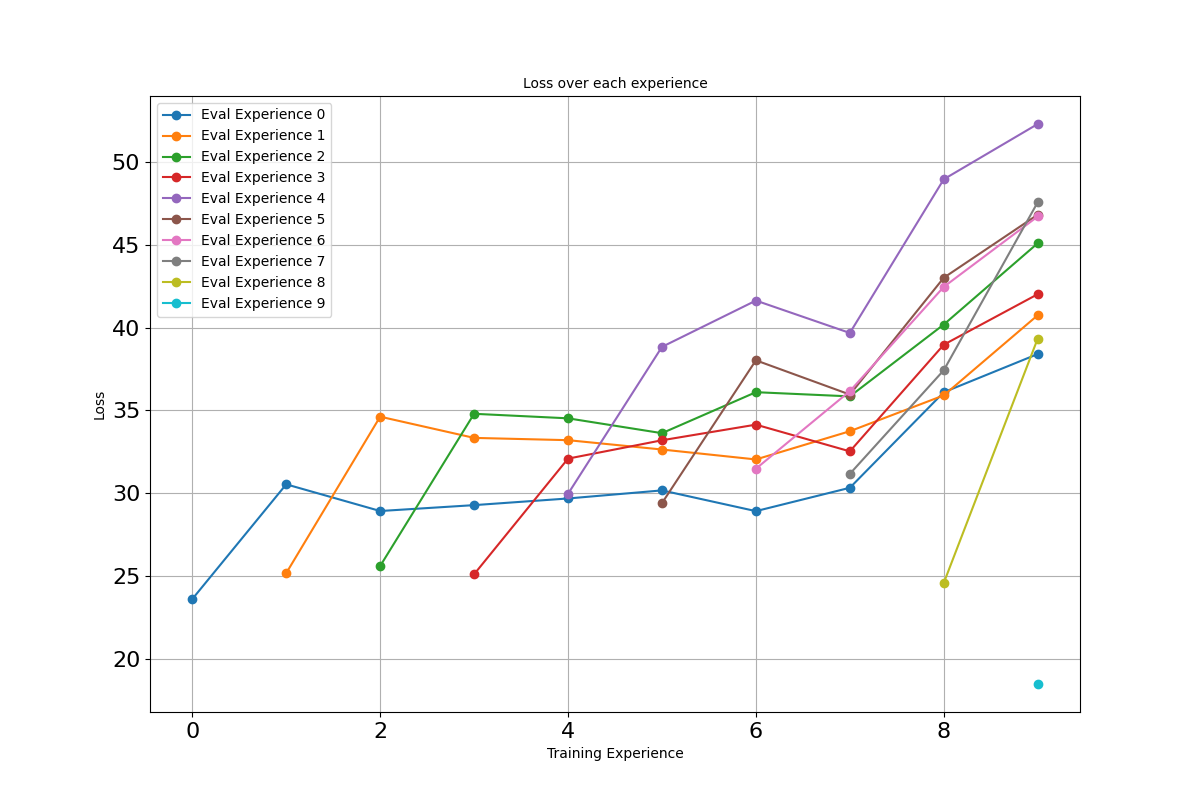 Loss over each experience
Eval Experience 0
Eval Experience 1
Eval Experience 2
Eval Experience 3
Eval Experience 4
Eval Experience 5
Eval Experience 6
Eval Experience 7
Eval Experience 8
Eval Experience 9
50
45
40
35
30
25
20
Loss
0 2 4 6 8
Training Experience